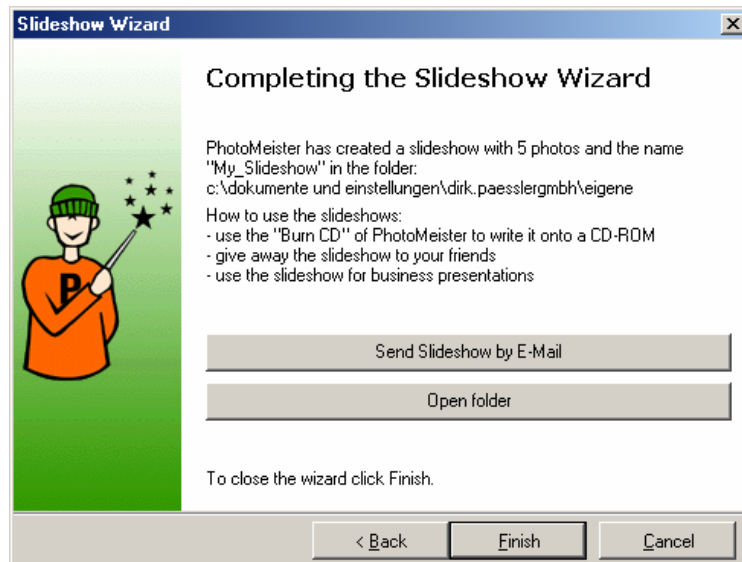 Slideshow Wizard
Completing the Slideshow Wizard
PhotoMeister has created a slideshow with 5 photos and the name
"My_Slideshow" in the folder:
c:\dokumente und einstellungen\dirk.paesslergmbh\eigene
How to use the slideshows:
- use the "Burn CD" of PhotoMeister to write it onto a CD-ROM
- give away the slideshow to your friends
- use the slideshow for business presentations
P
Send Slideshow by E-Mail
Open folder
To close the wizard click Finish.
< Back
Finish
Cancel